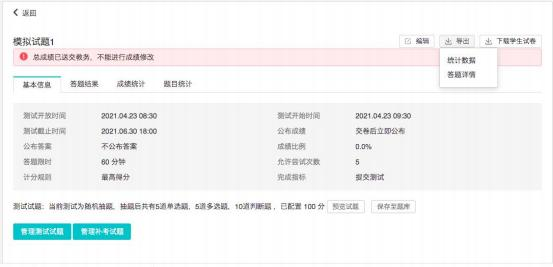 返回
模拟试题1 编辑 导出 下载学生试卷
总成绩已送交教务，不能进行成绩修改
统计数据
答题详情
基本信息 答题结果 成绩统计 题目统计
测试开放时间 2021.04.23 08:30 测试开始时间 2021.04.23 09:30
测试截止时间 2021.06.30 18:00 公布成绩 交卷后立即公布
公布答案 不公布答案 成绩比例 0.0%
答题限时 60 分钟 允许尝试次数 5
计分规则 最高得分 完成指标 提交测试
测试试题：当前测试为随机抽题，抽题后共有5道单选题，5道多选题，10道判断题，已配置 100 分 预览试题 保存至题库
管理测试试题 管理补考试题